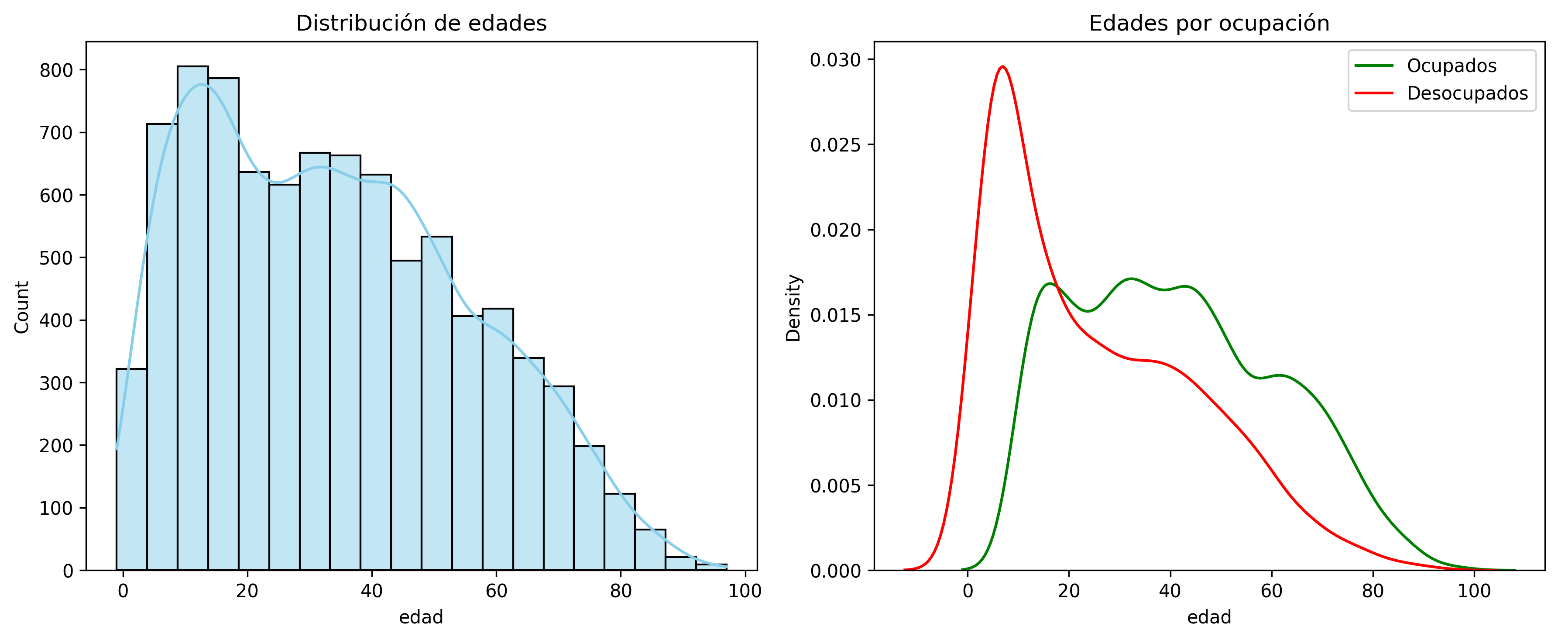 Distribución de edades
800
700
600
500
400
300
200
100
0
Count
0 20 40 60 80 100
edad
Edades por ocupación
Ocupados
Desocupados
0.030
0.025
0.020
0.015
0.010
0.005
0.000
Density
0 20 40 60 80 100
edad